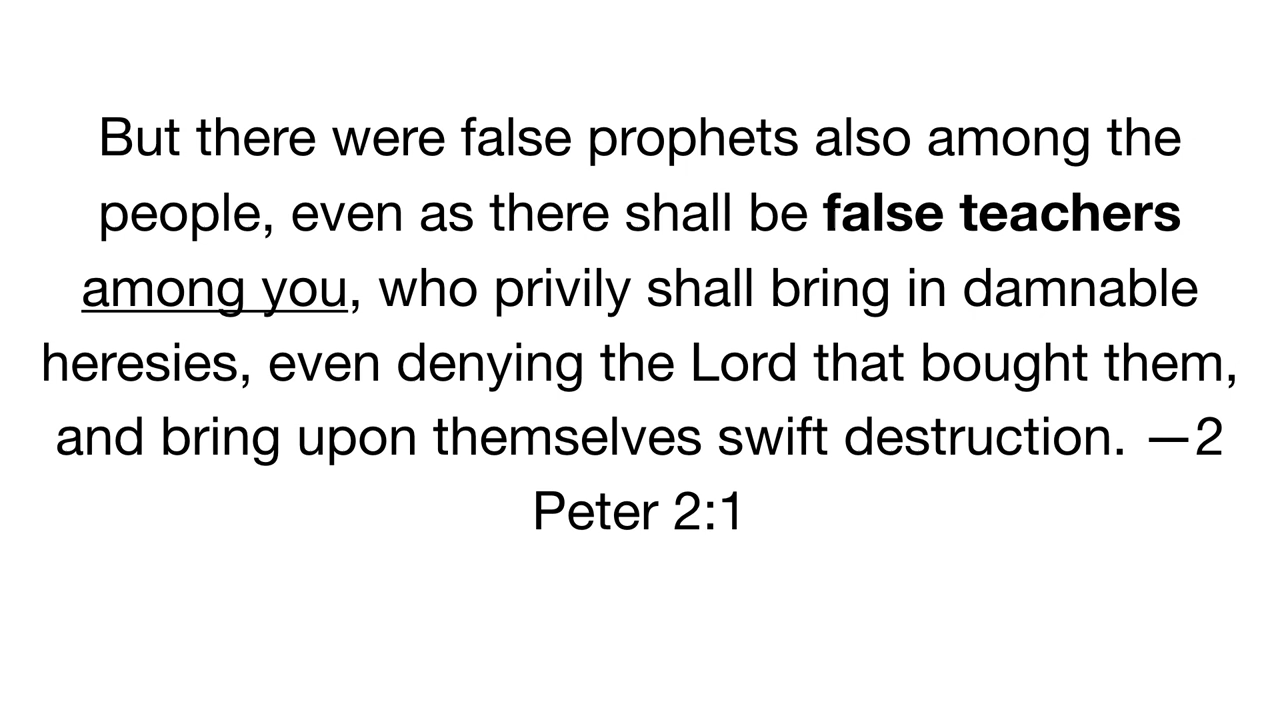 But there were false prophets also among the
people, even as there shall be false teachers
among you, who privily shall bring in damnable
heresies, even denying the Lord that bought them,
and bring upon themselves swift destruction. —2
Peter 2:1